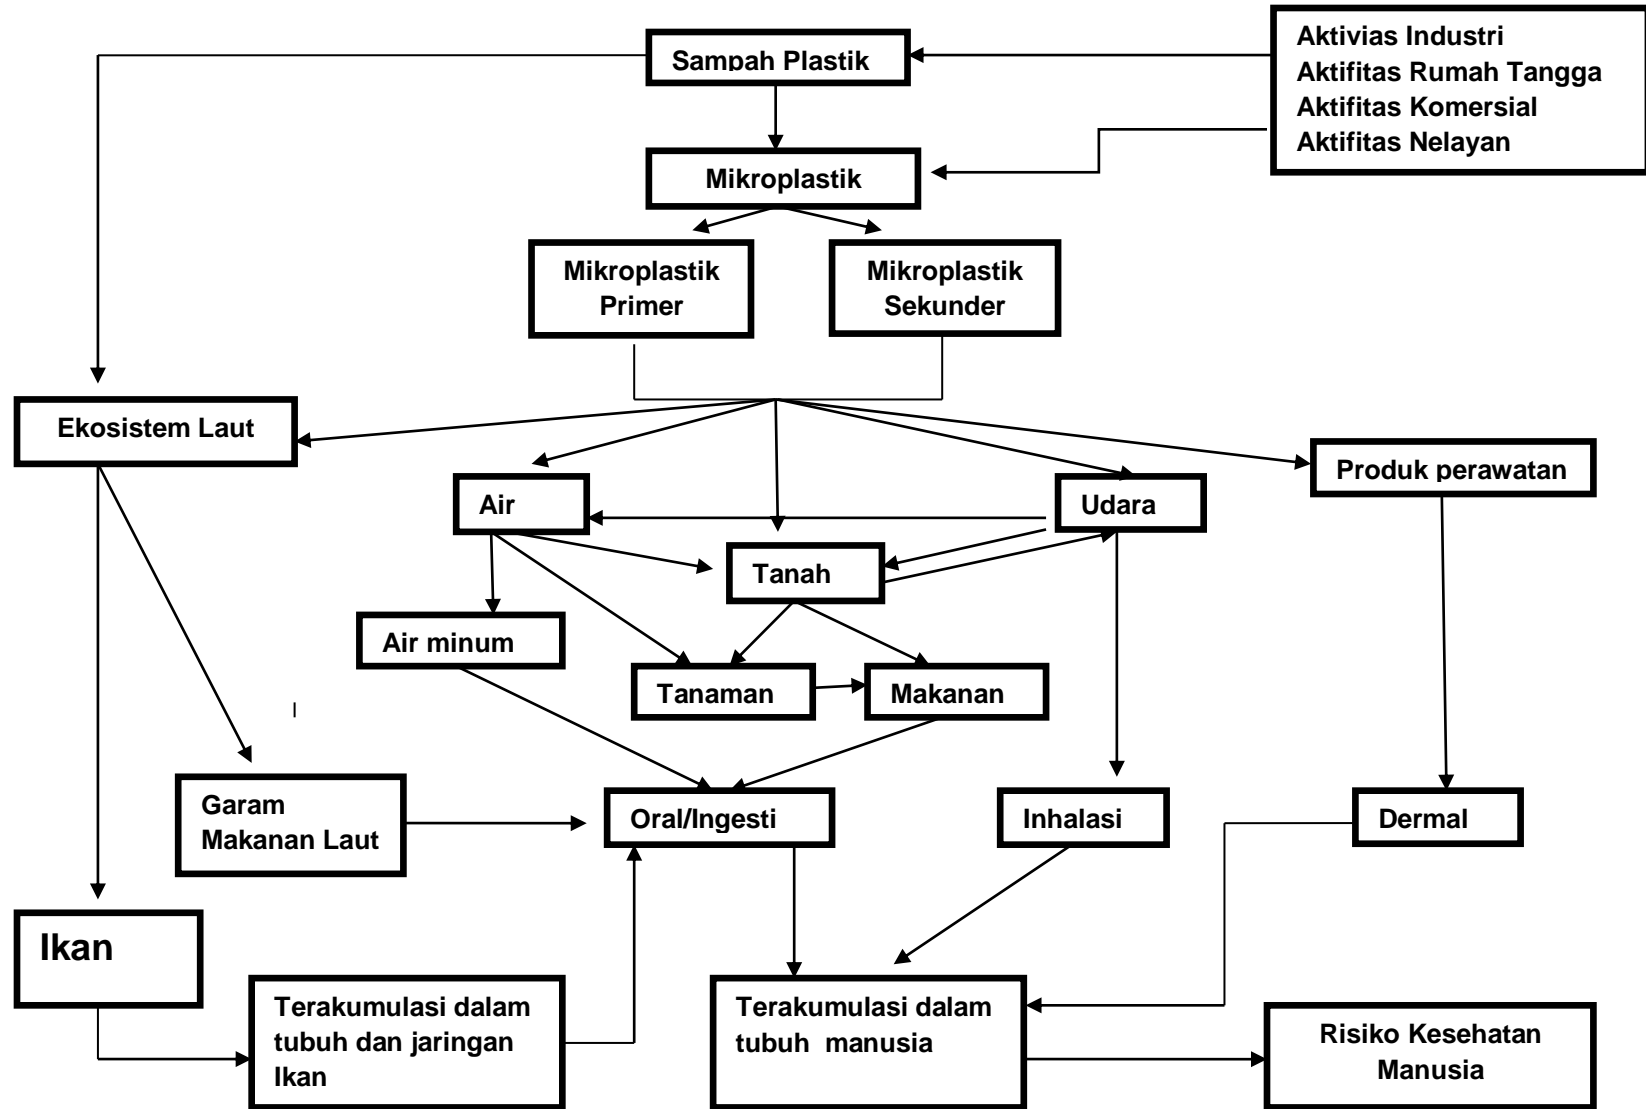 Sampah Plastik
Aktivias Industri
Aktifitas Rumah Tangga
Aktifitas Komersial
Aktifitas Nelayan
Mikroplastik
Mikroplastik
Primer
Mikroplastik
Sekunder
Ekosistem Laut
Produk perawatan
Air
Udara
Tanah
Air minum
Tanaman
Makanan
Garam
Makanan Laut
Oral/Ingesti
Inhalasi
Dermal
Ikan
Terakumulasi dalam
tubuh dan jaringan
Ikan
Terakumulasi dalam
tubuh manusia
Risiko Kesehatan
Manusia